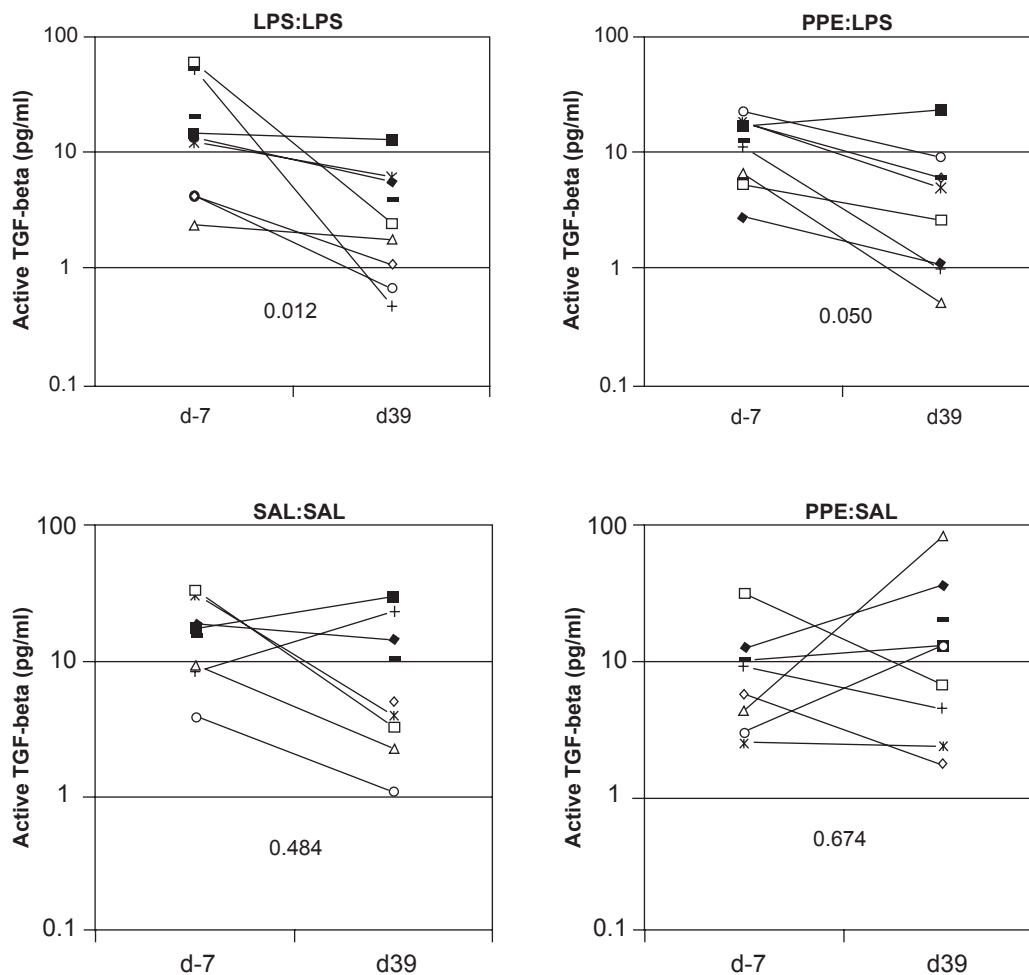 LPS:LPS
Active TGF-beta (pg/ml)
100
10
1
0.1
0.012
d-7 d39
PPE:LPS
Active TGF-beta (pg/ml)
100
10
1
0.1
0.050
d-7 d39
SAL:SAL
Active TGF-beta (pg/ml)
100
10
1
0.1
0.484
d-7 d39
PPE:SAL
Active TGF-beta (pg/ml)
100
10
1
0.1
0.674
d-7 d39